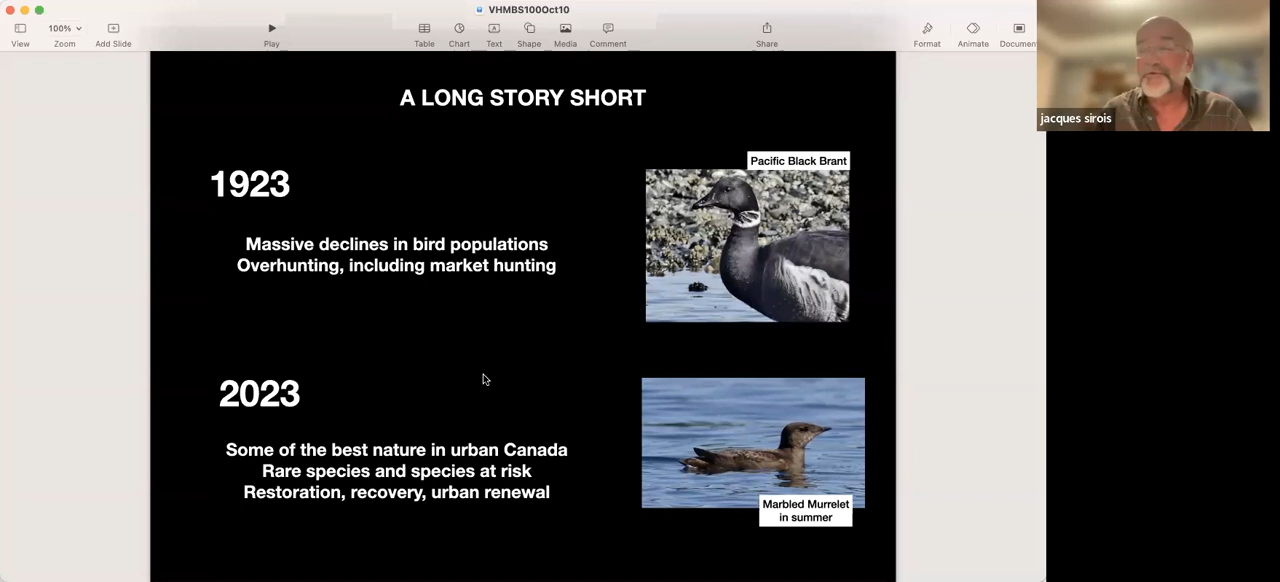 VHMBS100Oct10
100%
View
Zoom
Add Slide
Play
Table
Chart
Text
Shape
Media
Comment
Share
Format
Animate
Documen
jacques sirois
A LONG STORY SHORT
1923
Pacific Black Brant
Massive declines in bird populations
Overhunting, including market hunting
2023
Some of the best nature in urban Canada
Rare species and species at risk
Restoration, recovery, urban renewal
Marbled Murrelet
in summer